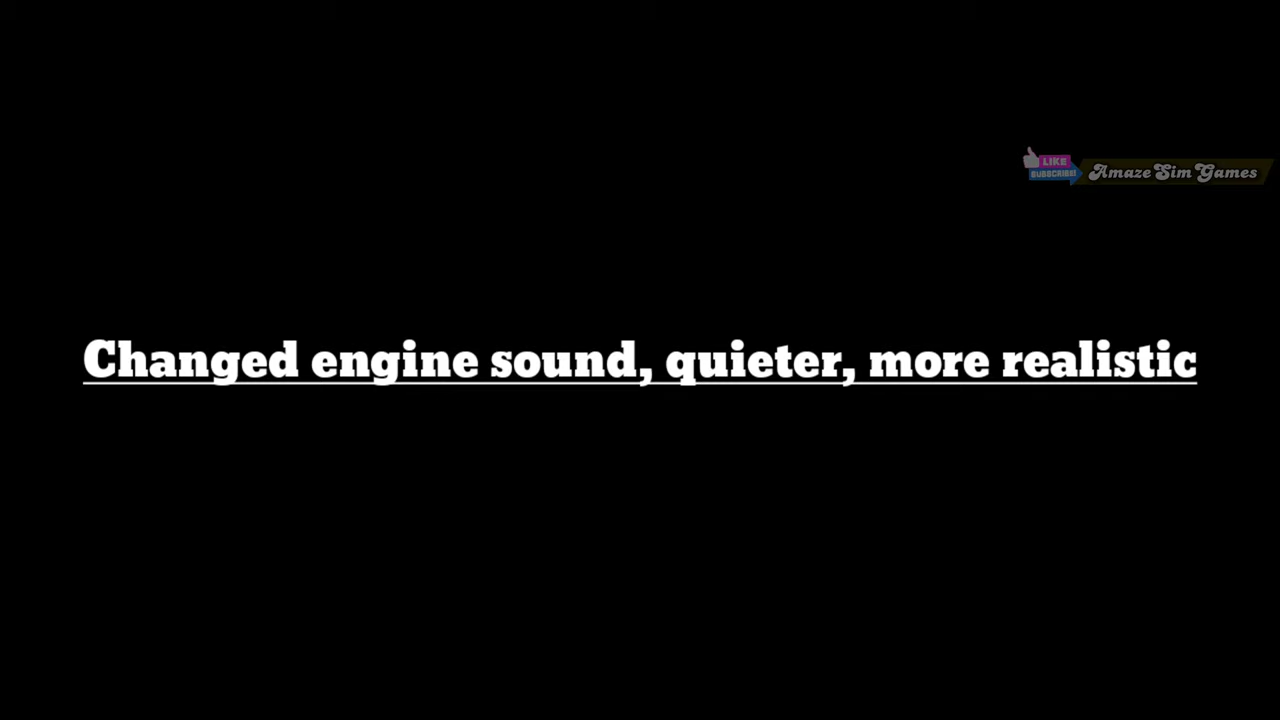 LIKE
SUBSCRIBE!
Amaze Sim Games
Changed engine sound, quieter, more realistic